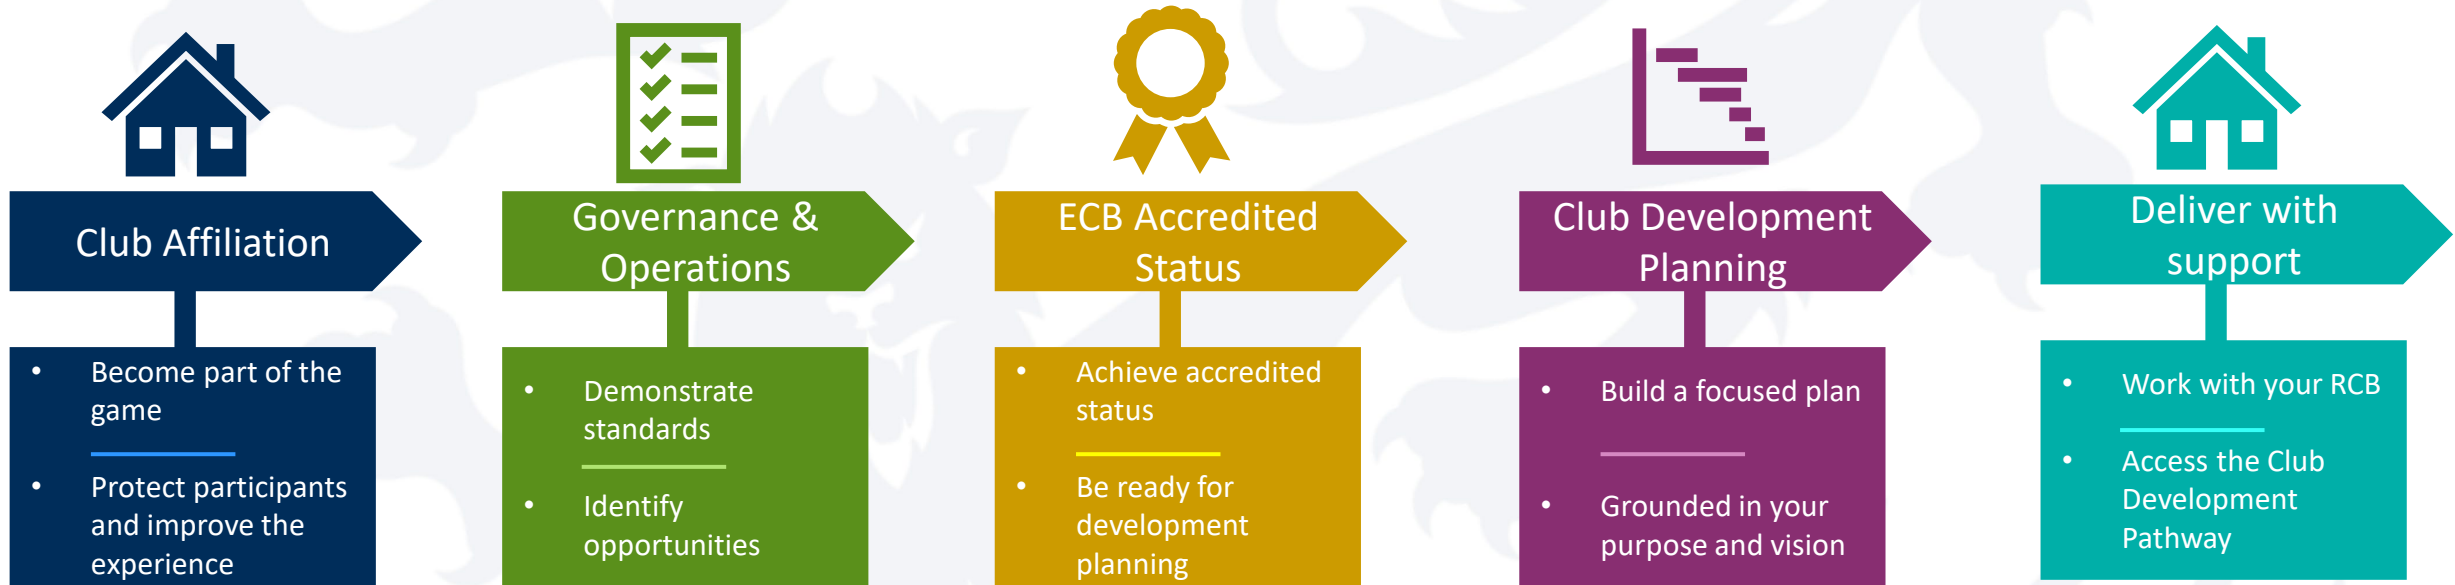 Club Affiliation
• Become part of the
game
• Protect participants
and improve the
experience
Governance &
Operations
• Demonstrate
standards
• Identify
opportunities
ECB Accredited
Status
• Achieve accredited
status
• Be ready for
development
planning
Club Development
Planning
• Build a focused plan
• Grounded in your
purpose and vision
Deliver with
support
• Work with your RCB
• Access the Club
Development
Pathway